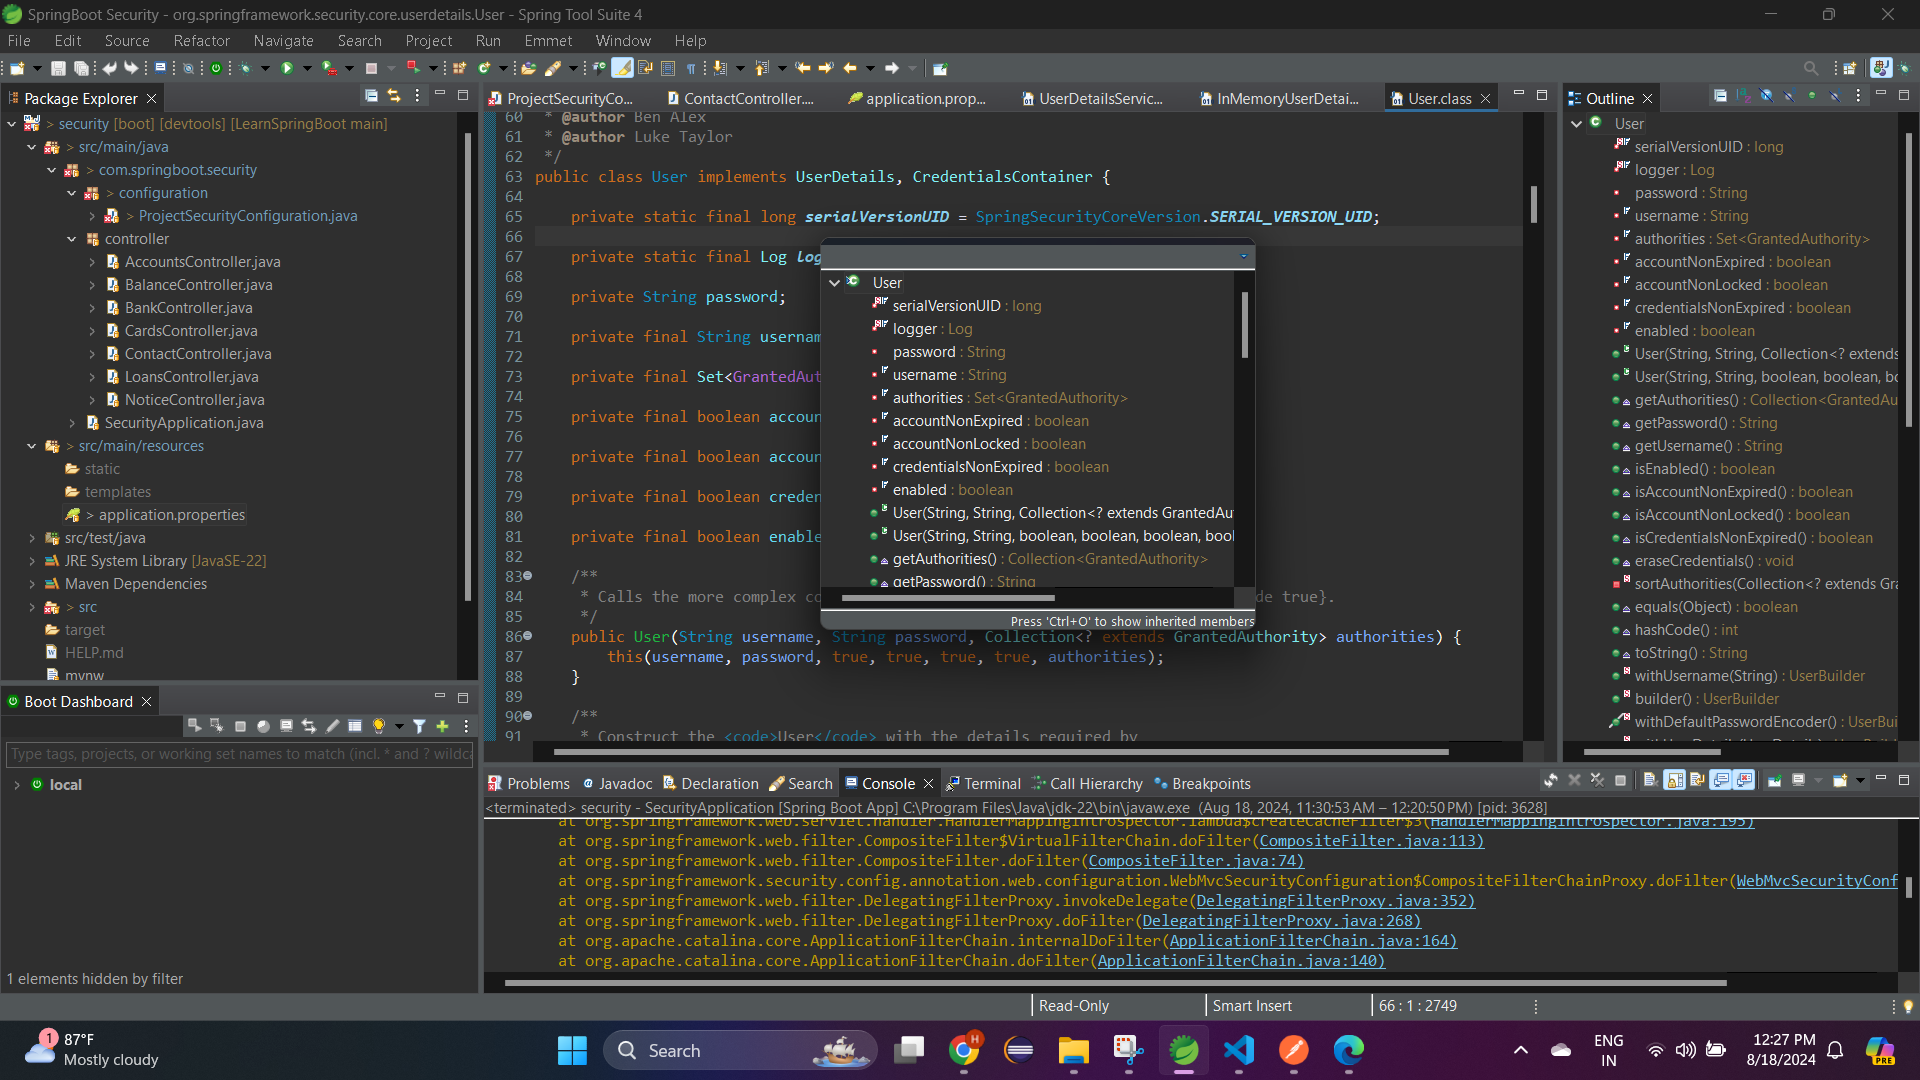 SpringBoot Security - org.springframework.security.core.userdetails.User - Spring Tool Suite 4
File Edit Source Refactor Navigate Search Project Run Emmet Window Help
Package Explorer
> security [boot] [devtools] [LearnSpringBoot main]
> src/main/java
> com.springboot.security
> configuration
> ProjectSecurityConfiguration.java
controller
AccountsController.java
BalanceController.java
BankController.java
CardsController.java
ContactController.java
LoansController.java
NoticeController.java
SecurityApplication.java
> src/main/resources
static
templates
> application.properties
src/test/java
JRE System Library [JavaSE-22]
Maven Dependencies
> src
target
HELP.md
mvnw
Boot Dashboard
Type tags, projects, or working set names to match (incl. * and ? wildca
local
1 elements hidden by filter
ProjectSecurityCo... ContactController.... application.prop... UserDetailsServic... InMemoryUserDetai... User.class
60 * @author Ben Alex
61 * @author Luke Taylor
62 */
63 public class User implements UserDetails, CredentialsContainer {
64
65 private static final long serialVersionUID = SpringSecurityCoreVersion.SERIAL_VERSION_UID;
66
67 private static final Log log
68
69 private String password;
70
71 private final String usernam
72
73 private final Set<GrantedAut
74
75 private final boolean accoun
76
77 private final boolean accoun
78
79 private final boolean creden
80
81 private final boolean enable
82
83 /**
84 * Calls the more complex co de true}.
85 */
86 public User(String username, String password, Collection<? extends GrantedAuthority> authorities) {
87 this(username, password, true, true, true, true, authorities);
88 }
89
90 /**
91 * Construct the <code>User</code> with the details required by
User
serialVersionUID : long
logger : Log
password : String
username : String
authorities : Set<GrantedAuthority>
accountNonExpired : boolean
accountNonLocked : boolean
credentialsNonExpired : boolean
enabled : boolean
User(String, String, Collection<? extends GrantedAu
User(String, String, boolean, boolean, boolean, bool
getAuthorities() : Collection<GrantedAuthority>
getPassword() : String
Press 'Ctrl+O' to show inherited members
Outline
User
serialVersionUID : long
logger : Log
password : String
username : String
authorities : Set<GrantedAuthority>
accountNonExpired : boolean
accountNonLocked : boolean
credentialsNonExpired : boolean
enabled : boolean
User(String, String, Collection<? extends
User(String, String, boolean, boolean, bo
getAuthorities() : Collection<GrantedAu
getPassword() : String
getUsername() : String
isEnabled() : boolean
isAccountNonExpired() : boolean
isAccountNonLocked() : boolean
isCredentialsNonExpired() : boolean
eraseCredentials() : void
sortAuthorities(Collection<? extends Gra
equals(Object) : boolean
hashCode() : int
toString() : String
withUsername(String) : UserBuilder
builder() : UserBuilder
withDefaultPasswordEncoder() : UserBui
Problems Javadoc Declaration Search Console Terminal Call Hierarchy Breakpoints
<terminated> security - SecurityApplication [Spring Boot App] C:\Program Files\Java\jdk-22\bin\javaw.exe (Aug 18, 2024, 11:30:53 AM – 12:20:50 PM) [pid: 3628]
at org.springframework.web.servlet.handler.HandlerMappingIntrospector.lambda$createCacheFilter$3(HandlerMappingIntrospector.java:195)
at org.springframework.web.filter.CompositeFilter$VirtualFilterChain.doFilter(CompositeFilter.java:113)
at org.springframework.web.filter.CompositeFilter.doFilter(CompositeFilter.java:74)
at org.springframework.security.config.annotation.web.configuration.WebMvcSecurityConfiguration$CompositeFilterChainProxy.doFilter(WebMvcSecurityConf
at org.springframework.web.filter.DelegatingFilterProxy.invokeDelegate(DelegatingFilterProxy.java:352)
at org.springframework.web.filter.DelegatingFilterProxy.doFilter(DelegatingFilterProxy.java:268)
at org.apache.catalina.core.ApplicationFilterChain.internalDoFilter(ApplicationFilterChain.java:164)
at org.apache.catalina.core.ApplicationFilterChain.doFilter(ApplicationFilterChain.java:140)
Read-Only Smart Insert 66 : 1 : 2749
1 87°F
Mostly cloudy
Search
H
ENG
IN
12:27 PM
8/18/2024
PRE